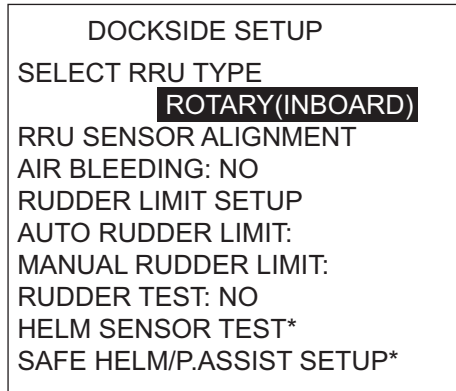 DOCKSIDE SETUP
SELECT RRU TYPE
ROTARY(INBOARD)
RRU SENSOR ALIGNMENT
AIR BLEEDING: NO
RUDDER LIMIT SETUP
AUTO RUDDER LIMIT:
MANUAL RUDDER LIMIT:
RUDDER TEST: NO
HELM SENSOR TEST*
SAFE HELM/P.ASSIST SETUP*